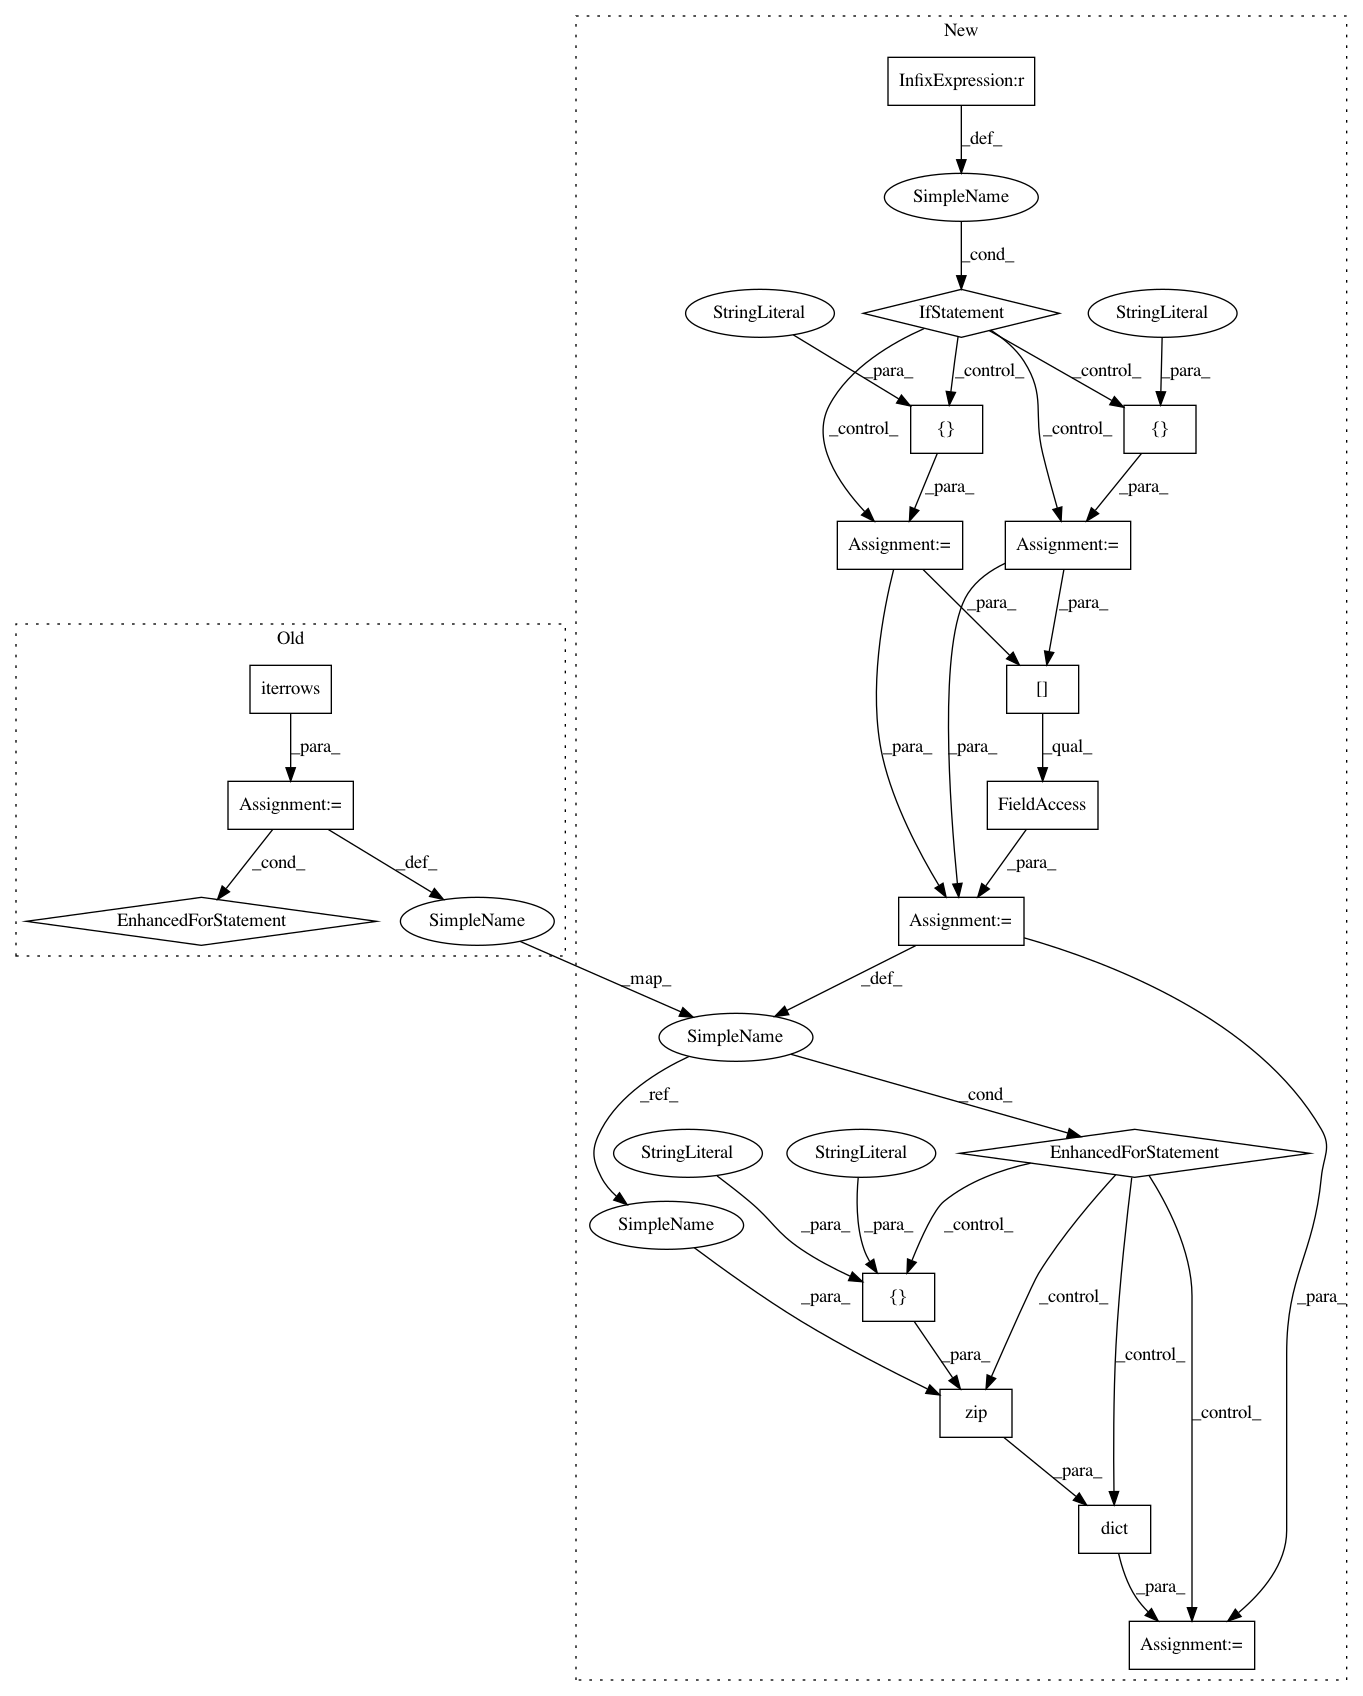 New
InfixExpression:r
_def_
SimpleName
_cond_
StringLiteral
IfStatement
StringLiteral
_para_
_control_
_control_
_para_
_control_
{}
_control_
{}
_para_
_para_
Assignment:=
Assignment:=
_para_
_para_
Old
iterrows
[]
_para_
_para_
_para_
_qual_
Assignment:=
FieldAccess
_cond_
_def_
_para_
EnhancedForStatement
SimpleName
Assignment:=
_map_
_def_
SimpleName
_ref_
_cond_
StringLiteral
StringLiteral
EnhancedForStatement
SimpleName
_para_
_para_
_control_
_para_
{}
_control_
_para_
_para_
_control_
zip
_control_
_para_
dict
_para_
Assignment:=